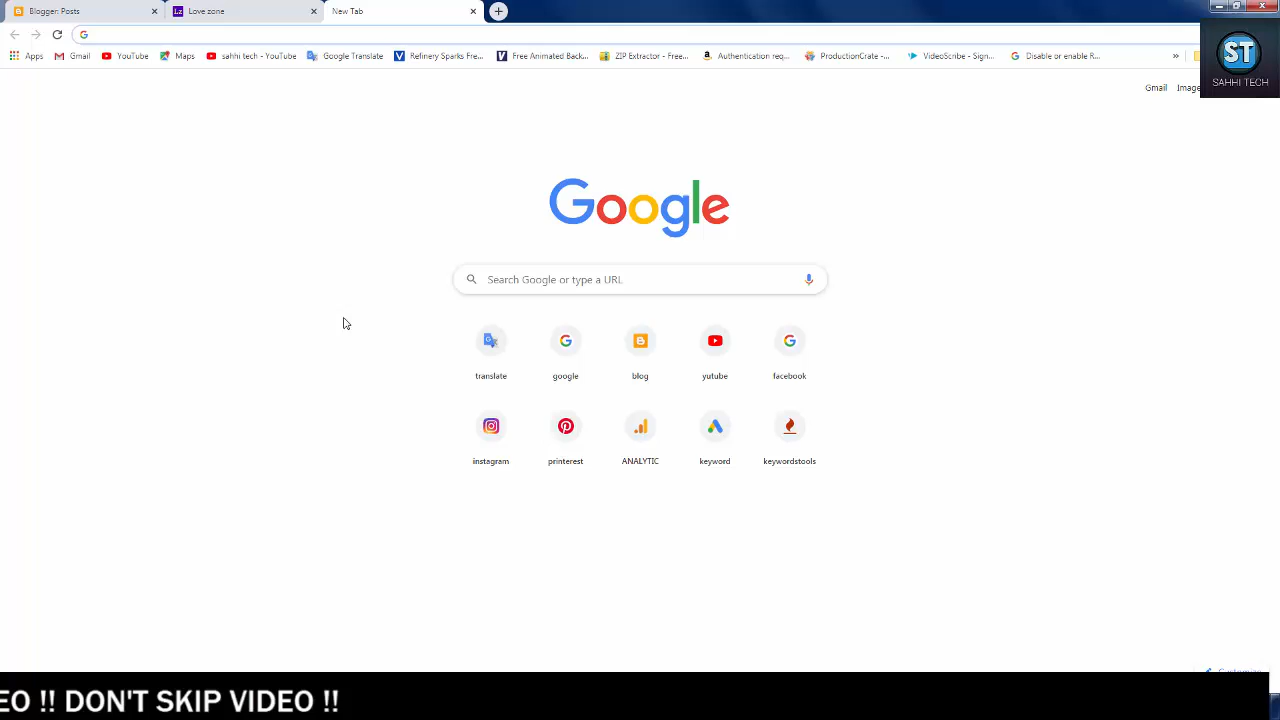 Blogger: Posts
Love zone
New Tab
Apps
Gmail
YouTube
Maps
sahhi tech - YouTube
Google Translate
Refinery Sparks Fre...
Free Animated Back...
ZIP Extractor - Free...
Authentication req...
ProductionCrate -...
VideoScribe - Sign...
Disable or enable R...
»
ST
SAHHI TECH
Gmail
Image
Google
Search Google or type a URL
translate
google
blog
yutube
facebook
instagram
printerest
ANALYTIC
keyword
keywordstools
Customize
EO !! DON'T SKIP VIDEO !!